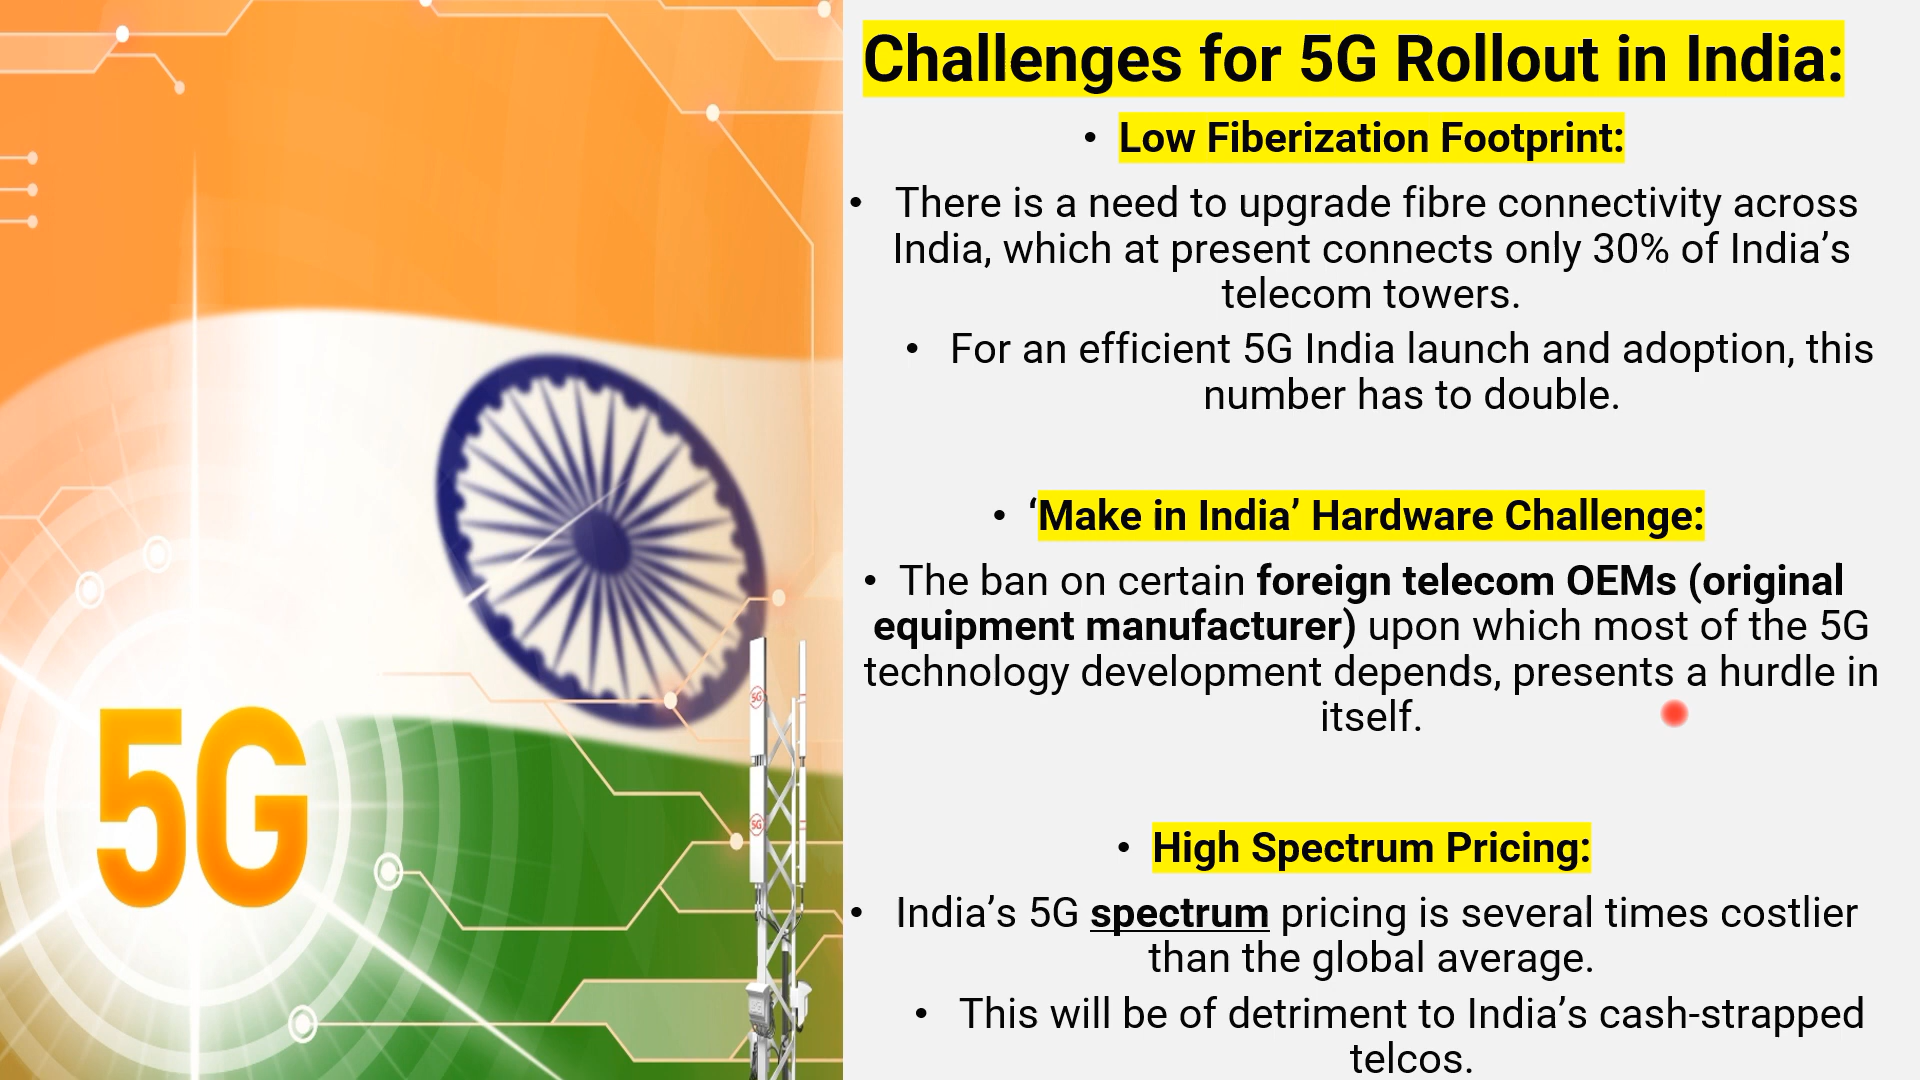 Challenges for 5G Rollout in India:
• Low Fiberization Footprint:
• There is a need to upgrade fibre connectivity across
India, which at present connects only 30% of India’s
telecom towers.
• For an efficient 5G India launch and adoption, this
number has to double.
• ‘Make in India’ Hardware Challenge:
• The ban on certain foreign telecom OEMs (original
equipment manufacturer) upon which most of the 5G
technology development depends, presents a hurdle in
itself.
• High Spectrum Pricing:
• India’s 5G spectrum pricing is several times costlier
than the global average.
• This will be of detriment to India’s cash-strapped
telcos.
5G
5G
5G